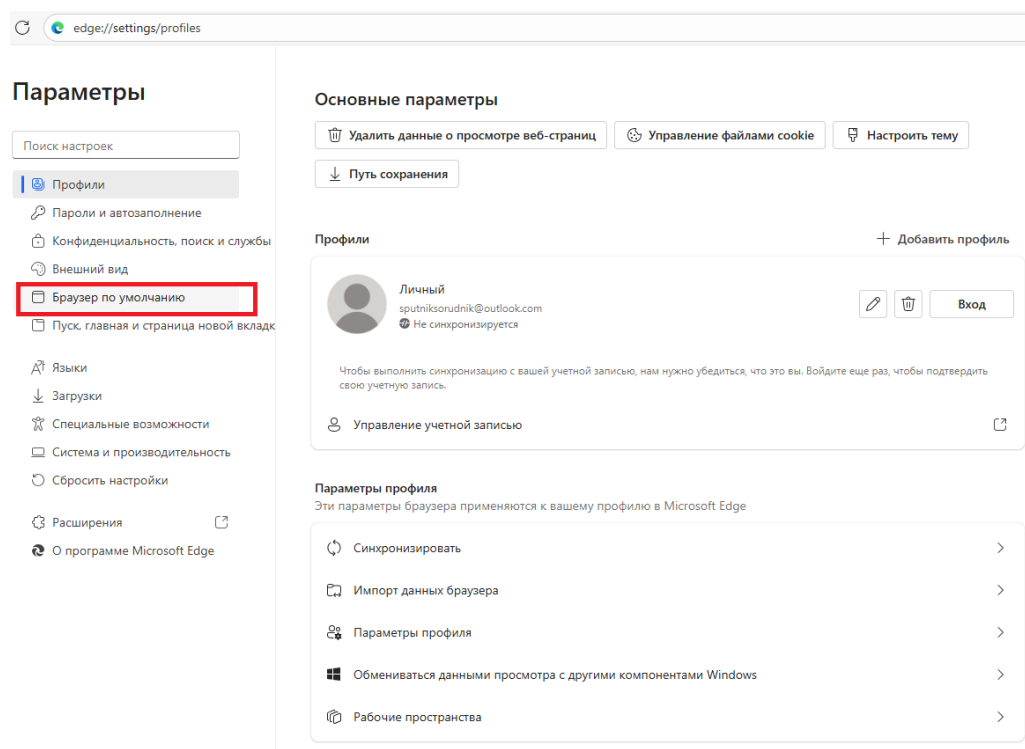 edge://settings/profiles
Параметры
Поиск настроек
Профили
Пароли и автозаполнение
Конфиденциальность, поиск и службы
Внешний вид
Браузер по умолчанию
Пуск, главная и страница новой вкладк
Языки
Загрузки
Специальные возможности
Система и производительность
Сбросить настройки
Расширения
О программе Microsoft Edge
Основные параметры
Удалить данные о просмотре веб-страниц
Управление файлами cookie
Настроить тему
Путь сохранения
Профили
Добавить профиль
Личный
sputniksorudnik@outlook.com
Не синхронизируется
Вход
Чтобы выполнить синхронизацию с вашей учетной записью, нам нужно убедиться, что это вы. Войдите еще раз, чтобы подтвердить
свою учетную запись.
Управление учетной записью
Параметры профиля
Эти параметры браузера применяются к вашему профилю в Microsoft Edge
Синхронизировать
Импорт данных браузера
Параметры профиля
Обмениваться данными просмотра с другими компонентами Windows
Рабочие пространства